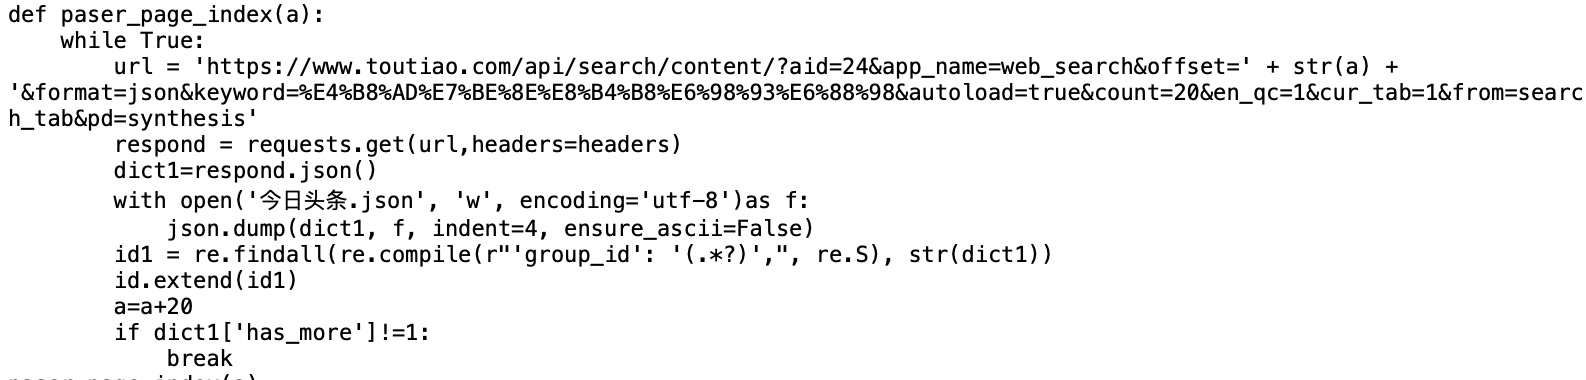 def paser_page_index(a):
    while True:
        url = 'https://www.toutiao.com/api/search/content/?aid=24&app_name=web_search&offset=' + str(a) +
'&format=json&keyword=%E4%B8%AD%E7%BE%8E%E8%B4%B8%E6%98%93%E6%88%98&autoload=true&count=20&en_qc=1&cur_tab=1&from=searc
h_tab&pd=synthesis'
        respond = requests.get(url,headers=headers)
        dict1=respond.json()
        with open('今日头条.json', 'w', encoding='utf-8')as f:
            json.dump(dict1, f, indent=4, ensure_ascii=False)
        id1 = re.findall(re.compile(r"'group_id': '(.*?)',", re.S), str(dict1))
        id.extend(id1)
        a=a+20
        if dict1['has_more']!=1:
            break
paser_page_index(a)